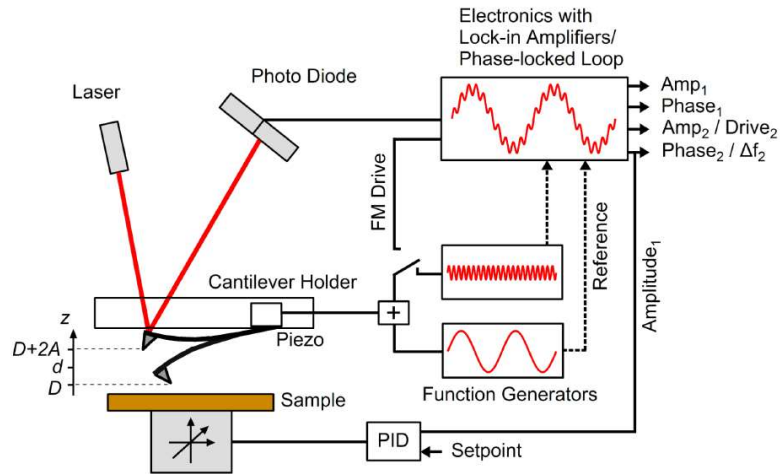 Electronics with
Lock-in Amplifiers/
Phase-locked Loop
Photo Diode
Laser
Amp₁
Phase₁
Amp₂ / Drive₂
Phase₂ / Δf₂
FM Drive
Reference
Amplitude₁
Cantilever Holder
z
Piezo
D+2A
d
D
+
Function Generators
Sample
PID
Setpoint